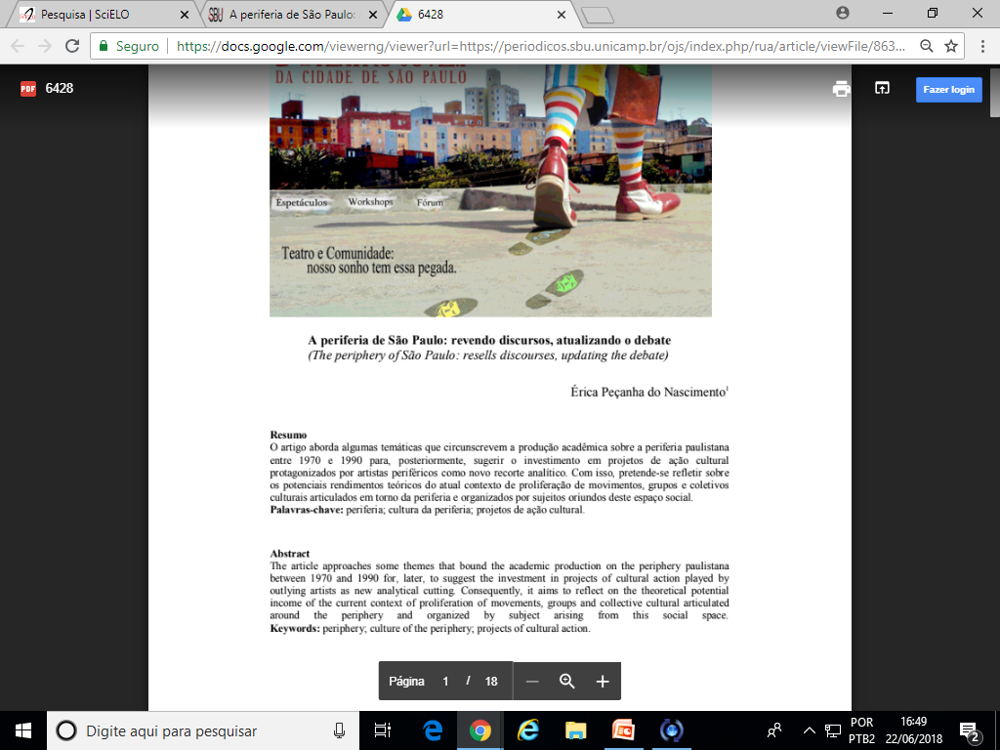 Pesquisa | SciELO
SBU A periferia de São Paulo:
6428
Seguro
https://docs.google.com/viewerng/viewer?url=https://periodicos.sbu.unicamp.br/ojs/index.php/rua/article/viewFile/863...
PDF 6428
Fazer login
DA CIDADE DE SÃO PAULO
Espetáculos Workshops Fórum
Teatro e Comunidade:
nosso sonho tem essa pegada.
A periferia de São Paulo: revendo discursos, atualizando o debate
(The periphery of São Paulo: resells discourses, updating the debate)
Érica Peçanha do Nascimento1
Resumo
O artigo aborda algumas temáticas que circunscrevem a produção acadêmica sobre a periferia paulistana
entre 1970 e 1990 para, posteriormente, sugerir o investimento em projetos de ação cultural
protagonizados por artistas periféricos como novo recorte analítico. Com isso, pretende-se refletir sobre
os potenciais rendimentos teóricos do atual contexto de proliferação de movimentos, grupos e coletivos
culturais articulados em torno da periferia e organizados por sujeitos oriundos deste espaço social.
Palavras-chave: periferia; cultura da periferia; projetos de ação cultural.
Abstract
The article approaches some themes that bound the academic production on the periphery paulistana
between 1970 and 1990 for, later, to suggest the investment in projects of cultural action played by
outlying artists as new analytical cutting. Consequently, it aims to reflect on the theoretical potential
income of the current context of proliferation of movements, groups and collective cultural articulated
around the periphery and organized by subject arising from this social space.
Keywords: periphery; culture of the periphery; projects of cultural action.
Página 1 / 18
Digite aqui para pesquisar
POR
PTB2
16:49
22/06/2018
2